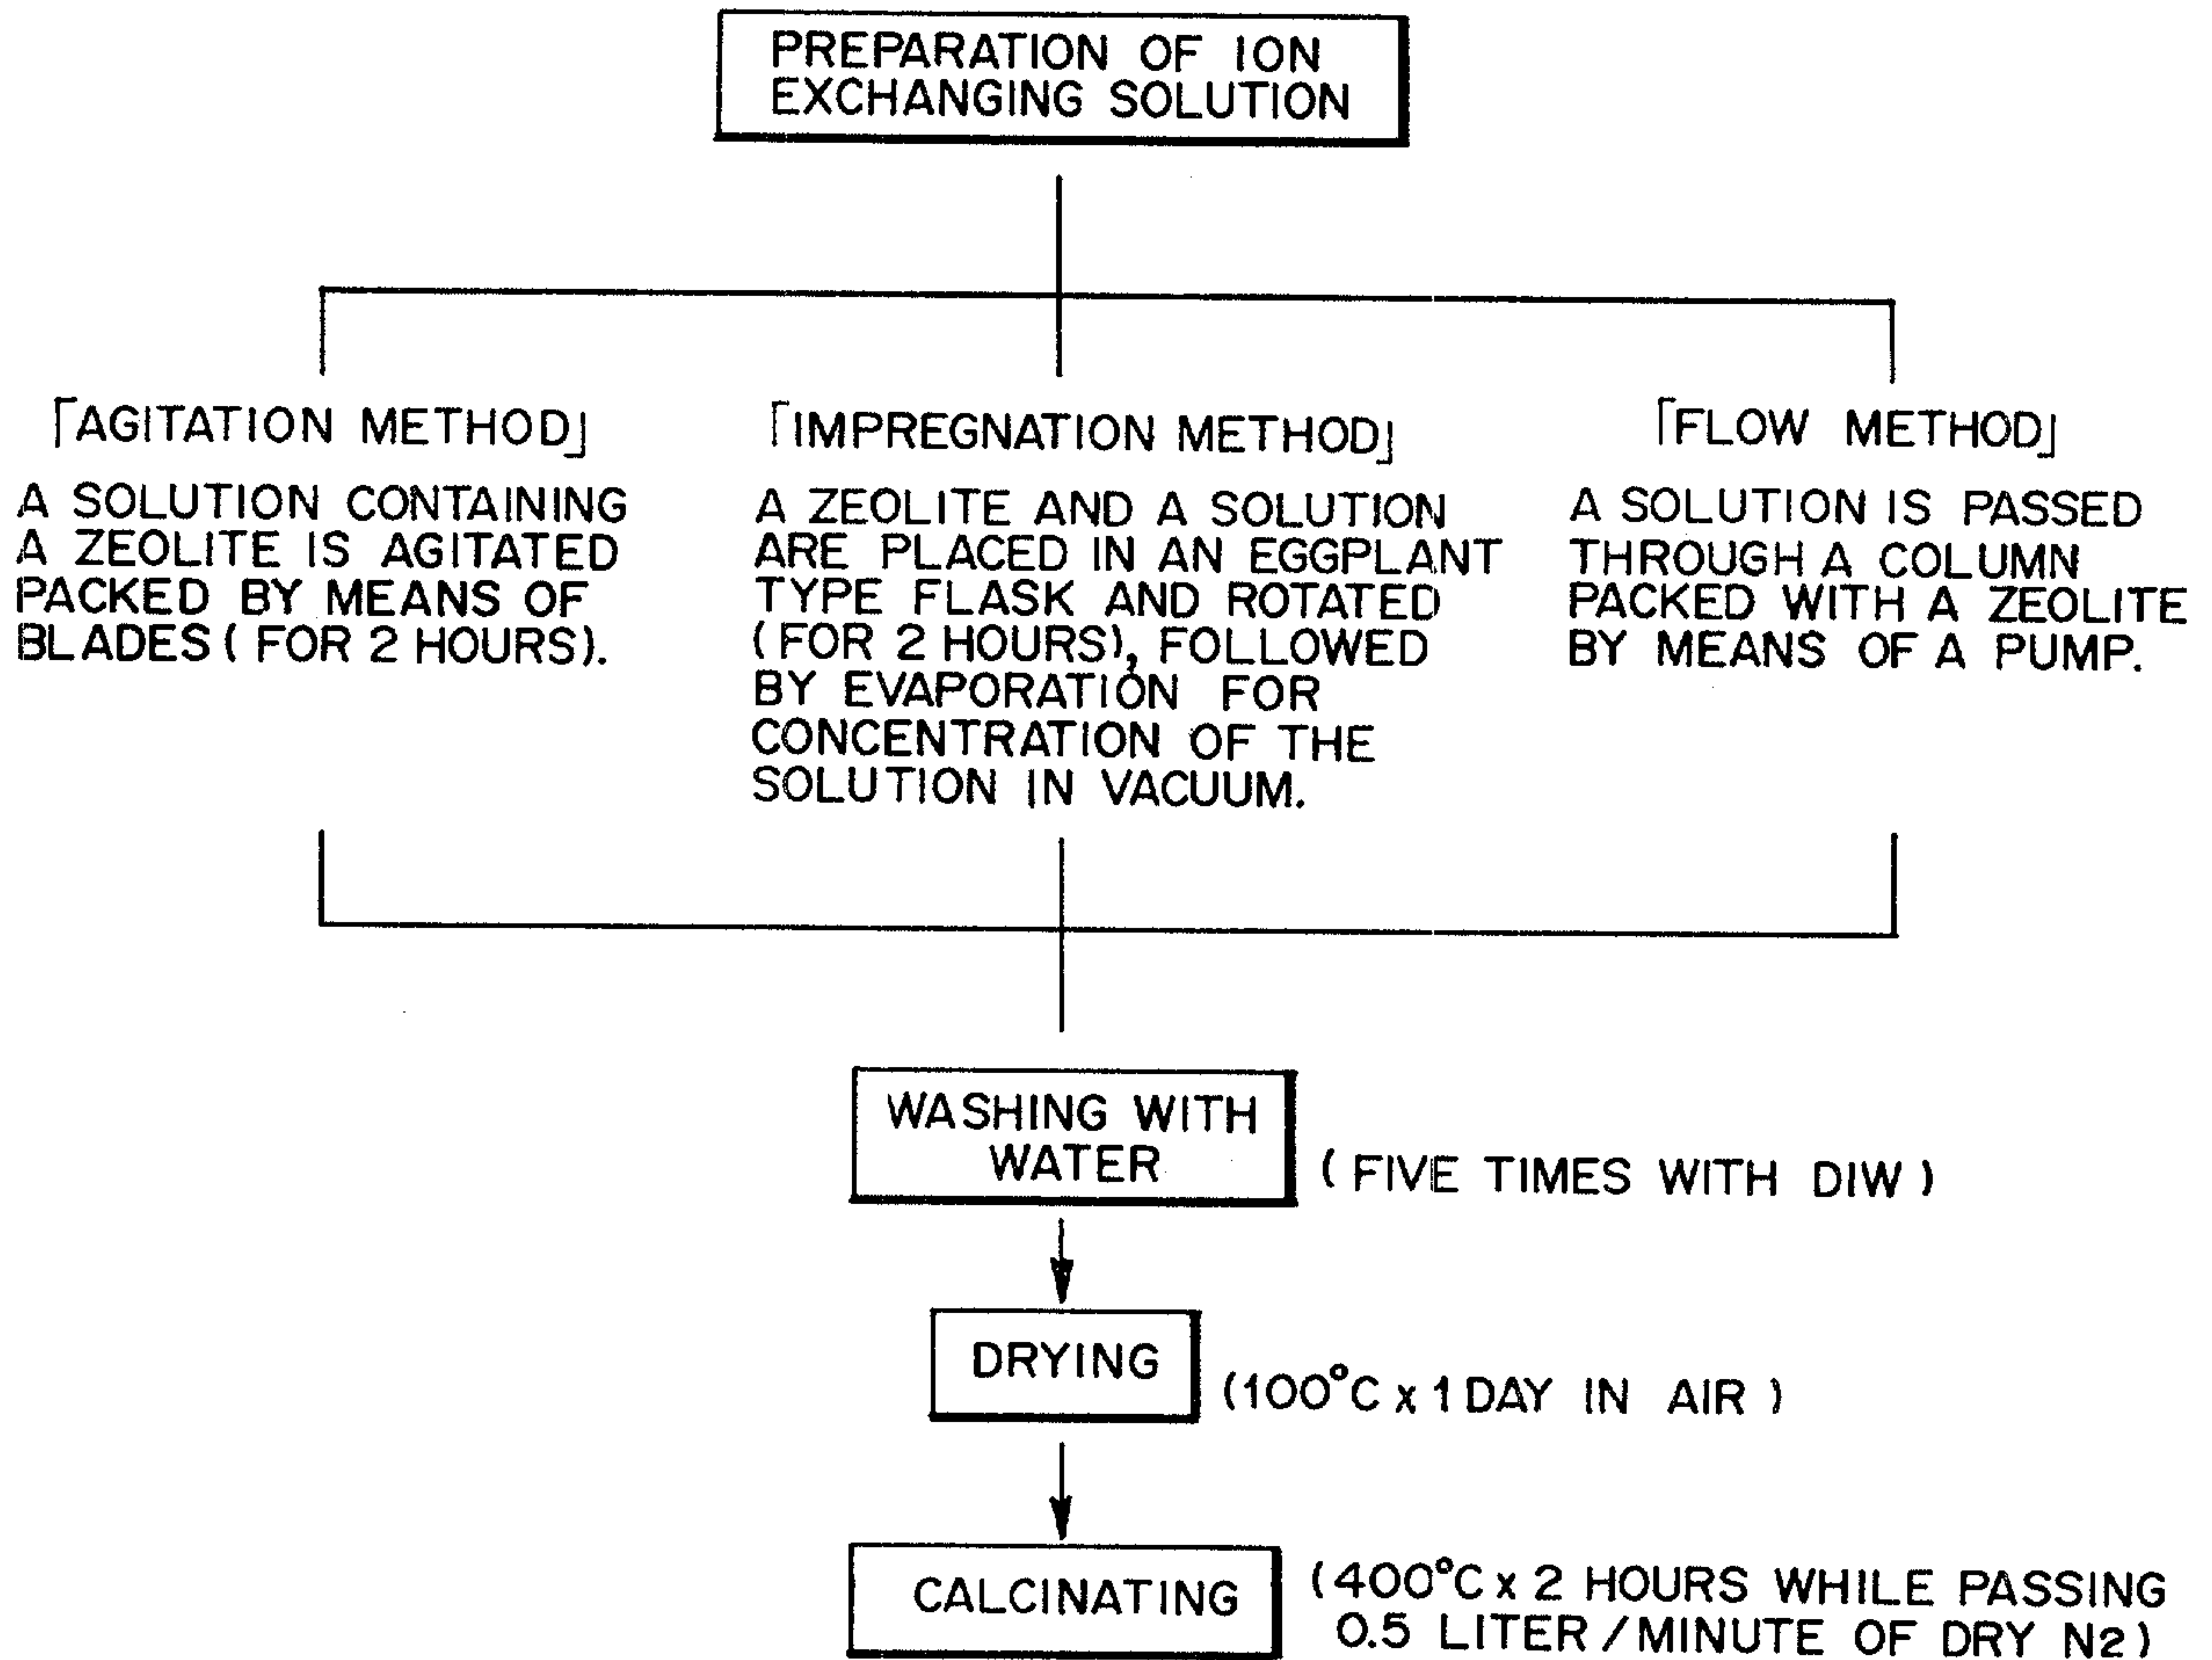 PREPARATION OF ION
EXCHANGING SOLUTION
「AGITATION METHOD」
A SOLUTION CONTAINING
A ZEOLITE IS AGITATED
PACKED BY MEANS OF
BLADES ( FOR 2 HOURS).
「IMPREGNATION METHOD」
A ZEOLITE AND A SOLUTION
ARE PLACED IN AN EGGPLANT
TYPE FLASK AND ROTATED
(FOR 2 HOURS), FOLLOWED
BY EVAPORATION FOR
CONCENTRATION OF THE
SOLUTION IN VACUUM.
「FLOW METHOD」
A SOLUTION IS PASSED
THROUGH A COLUMN
PACKED WITH A ZEOLITE
BY MEANS OF A PUMP.
WASHING WITH
WATER
( FIVE TIMES WITH DIW )
DRYING
(100°C x 1 DAY IN AIR )
CALCINATING
(400°C x 2 HOURS WHILE PASSING
0.5 LITER / MINUTE OF DRY N2)